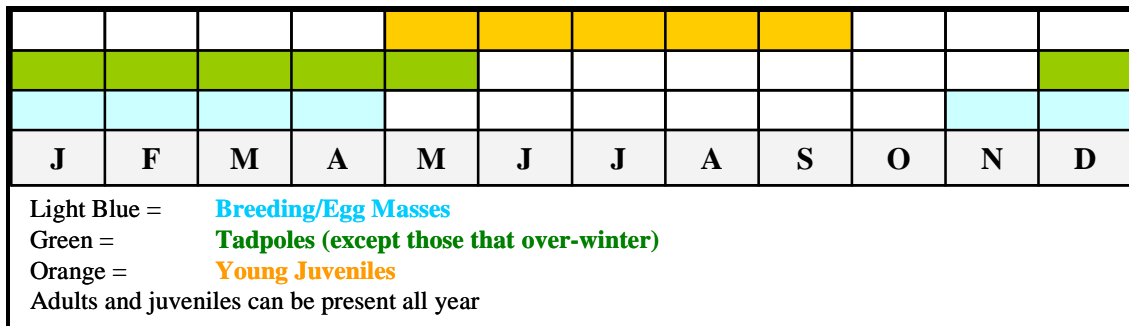 J F M A M J J A S O N D
Light Blue = Breeding/Egg Masses
Green = Tadpoles (except those that over-winter)
Orange = Young Juveniles
Adults and juveniles can be present all year